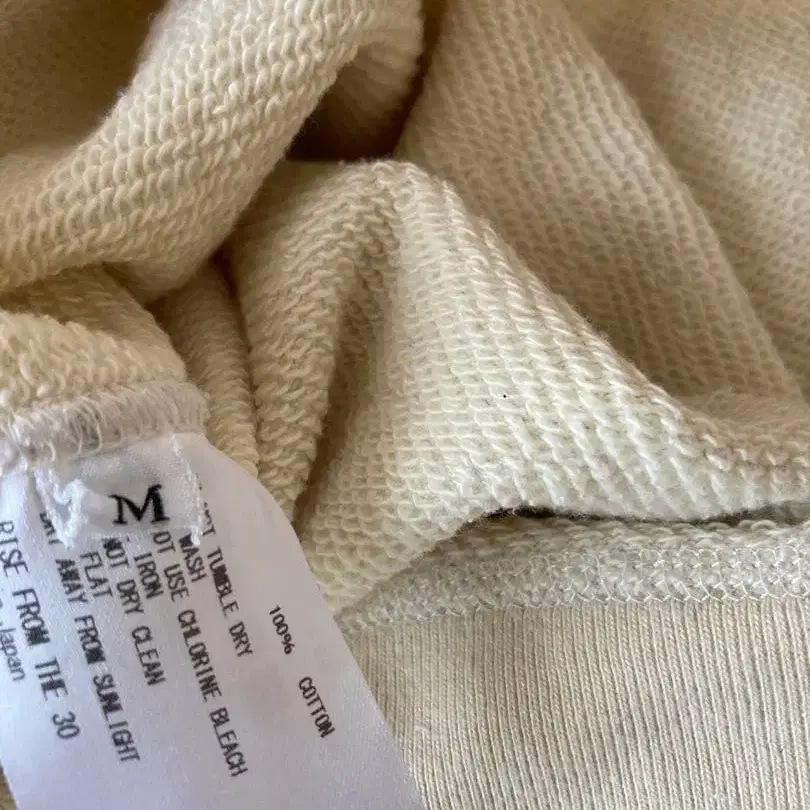 M
100% COTTON
NOT TUMBLE DRY
WASH
IRON
OT USE CHLORINE BLEACH
NOT DRY CLEAN
FLAT
AWAY FROM SUNLIGHT
RISE FROM THE 30
Japan